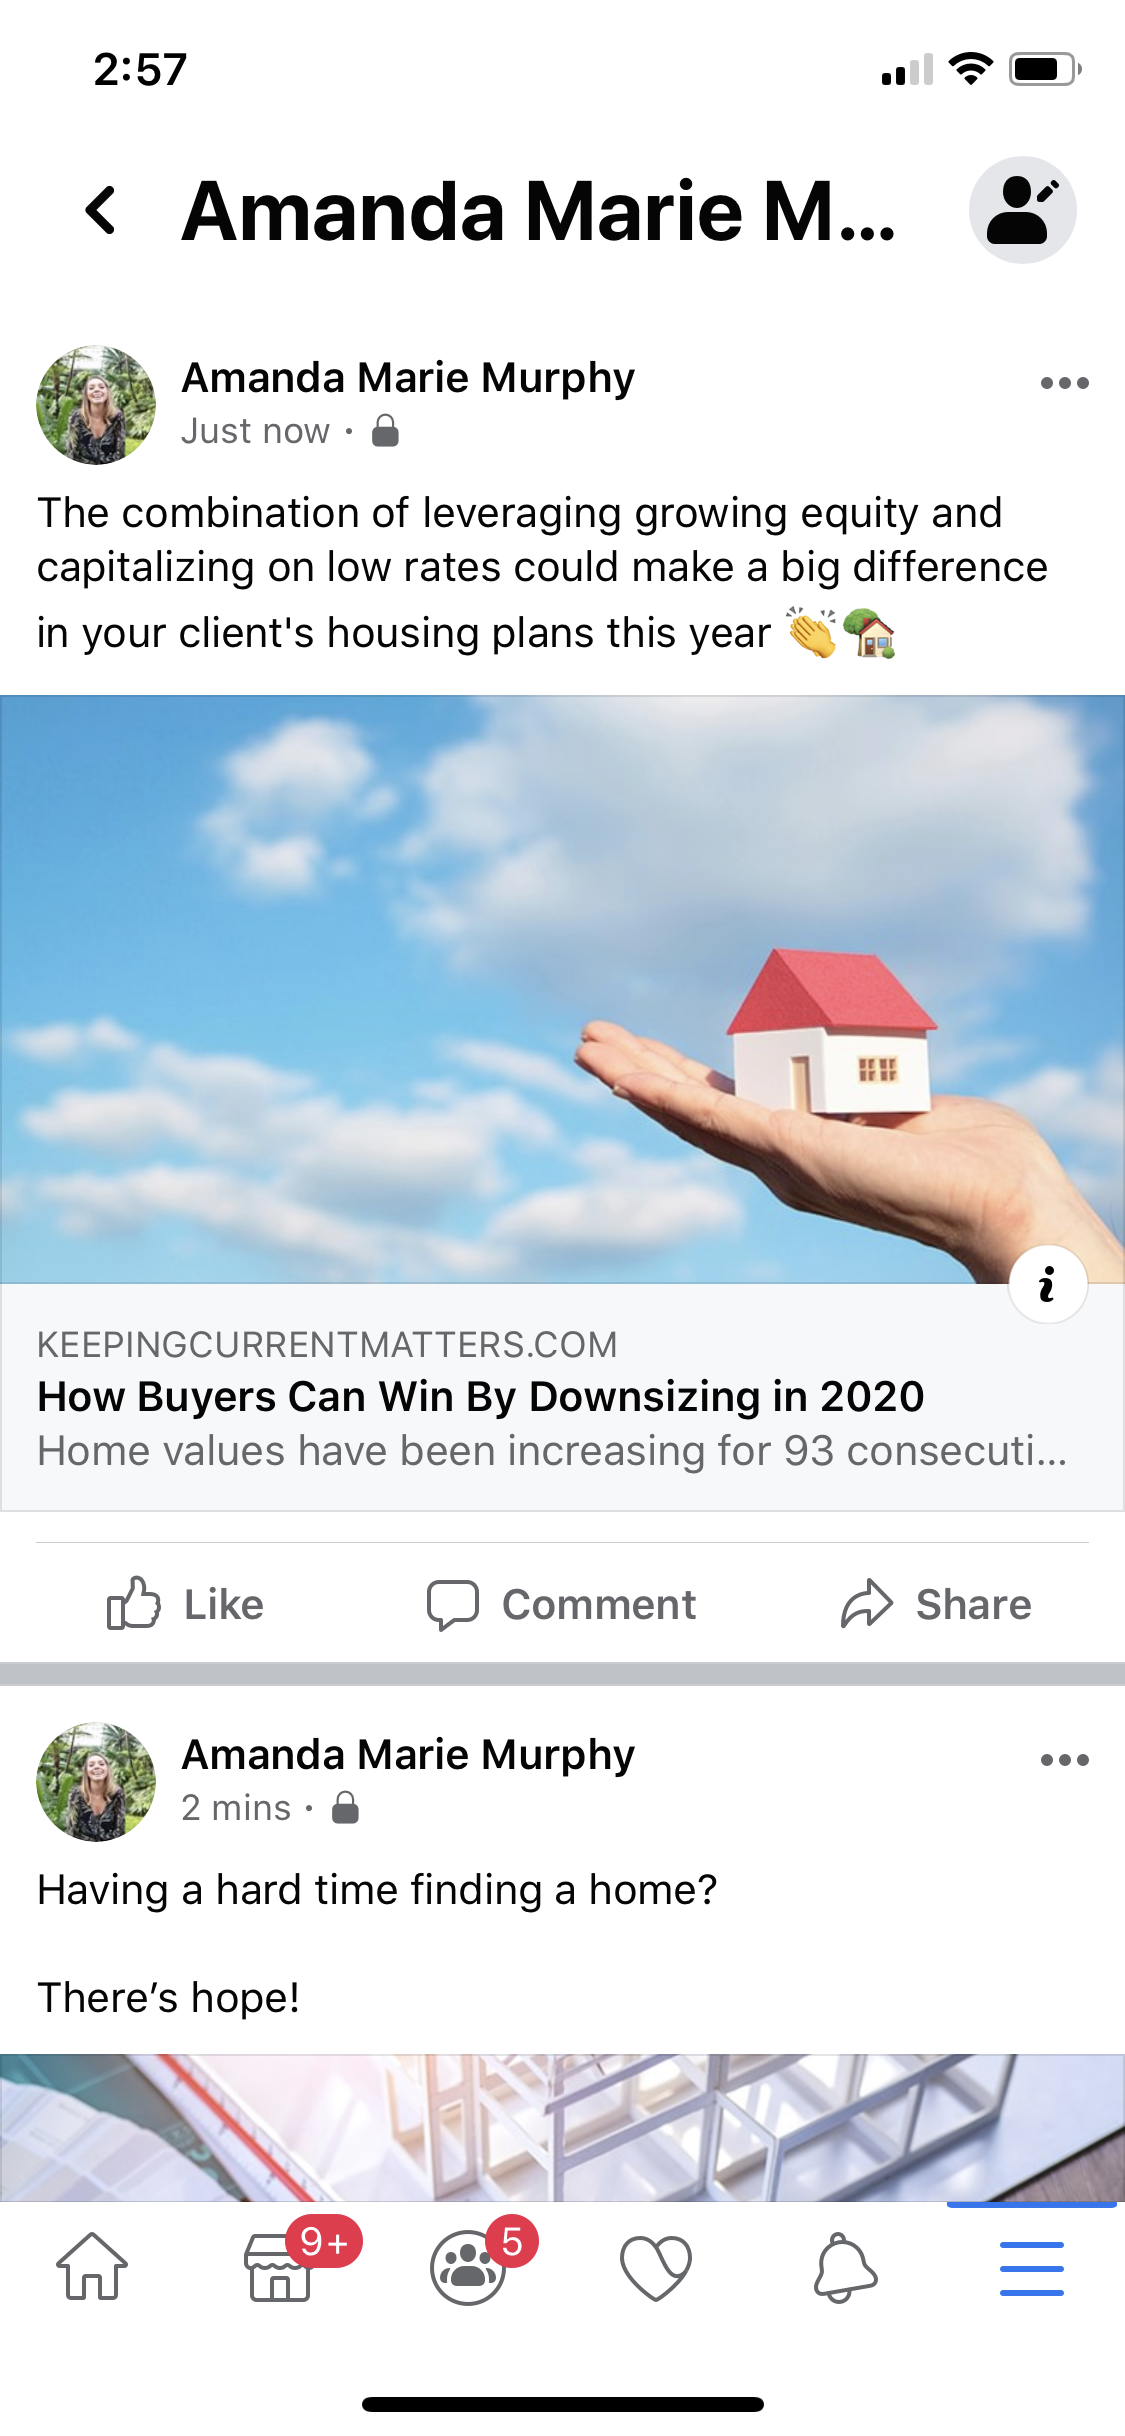 2:57
Amanda Marie M...
Amanda Marie Murphy
Just now ·
The combination of leveraging growing equity and
capitalizing on low rates could make a big difference
in your client's housing plans this year 👏🏡
i
KEEPINGCURRENTMATTERS.COM
How Buyers Can Win By Downsizing in 2020
Home values have been increasing for 93 consecuti...
Like Comment Share
Amanda Marie Murphy
2 mins ·
Having a hard time finding a home?
There’s hope!
9+ 5